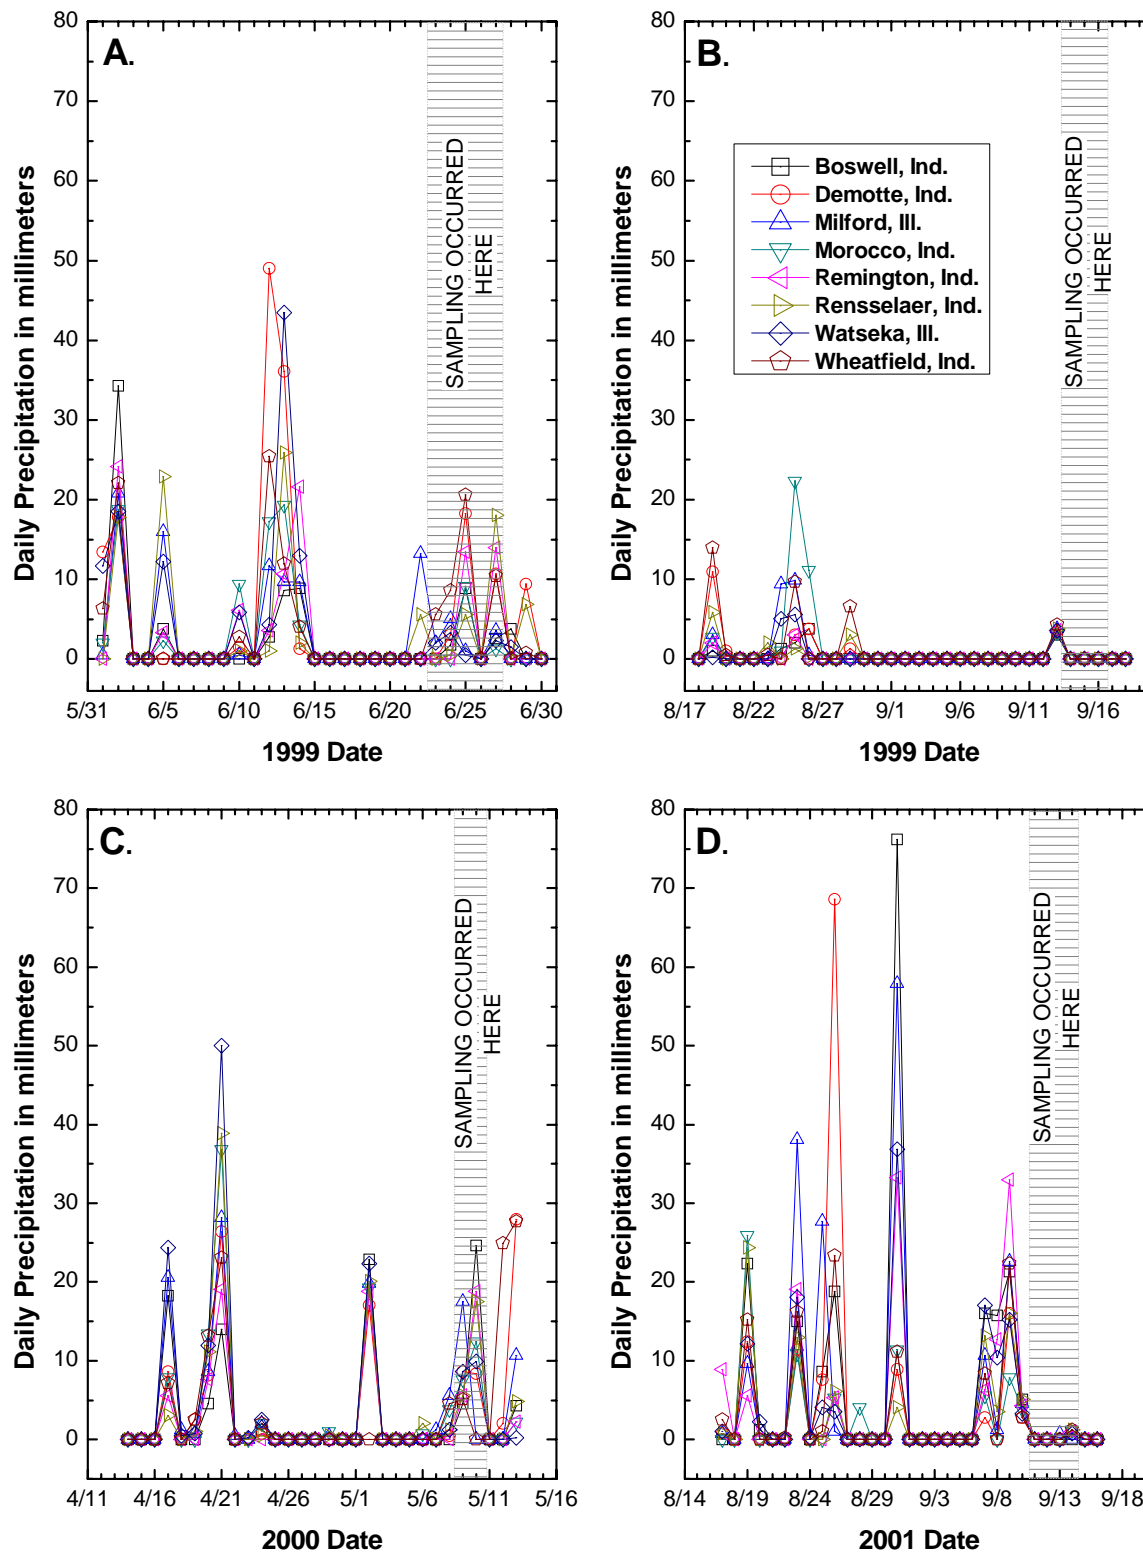 A.
Daily Precipitation in millimeters
80
70
60
50
40
30
20
10
0
SAMPLING OCCURRED
HERE
5/31 6/5 6/10 6/15 6/20 6/25 6/30
1999 Date
B.
Daily Precipitation in millimeters
80
70
60
50
40
30
20
10
0
Boswell, Ind.
Demotte, Ind.
Milford, Ill.
Morocco, Ind.
Remington, Ind.
Rensselaer, Ind.
Watseka, Ill.
Wheatfield, Ind.
SAMPLING OCCURRED
HERE
8/17 8/22 8/27 9/1 9/6 9/11 9/16
1999 Date
C.
Daily Precipitation in millimeters
80
70
60
50
40
30
20
10
0
SAMPLING OCCURRED
HERE
4/11 4/16 4/21 4/26 5/1 5/6 5/11 5/16
2000 Date
D.
Daily Precipitation in millimeters
80
70
60
50
40
30
20
10
0
SAMPLING OCCURRED
HERE
8/14 8/19 8/24 8/29 9/3 9/8 9/13 9/18
2001 Date